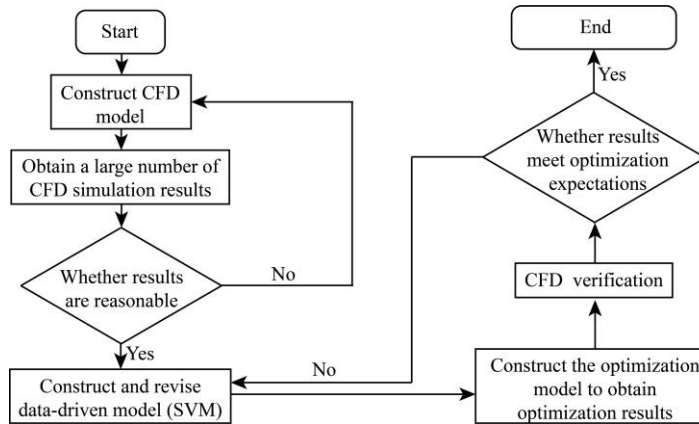 Start
Construct CFD
model
Obtain a large number of
CFD simulation results
Whether results
are reasonable
No
Yes
Construct and revise
data-driven model (SVM)
Construct the optimization
model to obtain
optimization results
CFD verification
Whether results
meet optimization
expectations
No
Yes
End